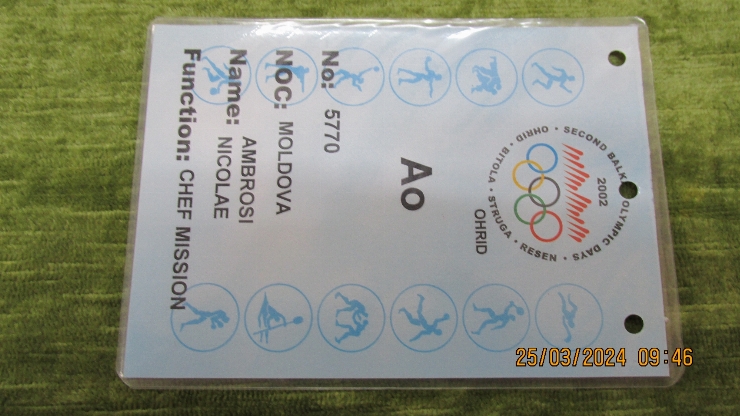 SECOND BALK OLYMPIC DAYS
2002
OHRID · BITOLA · STRUGA · RESEN ·
OHRID
Ao
No: 5770
NOC: MOLDOVA
Name: AMBROSI
NICOLAE
Function: CHEF MISSION
25/03/2024 09:46